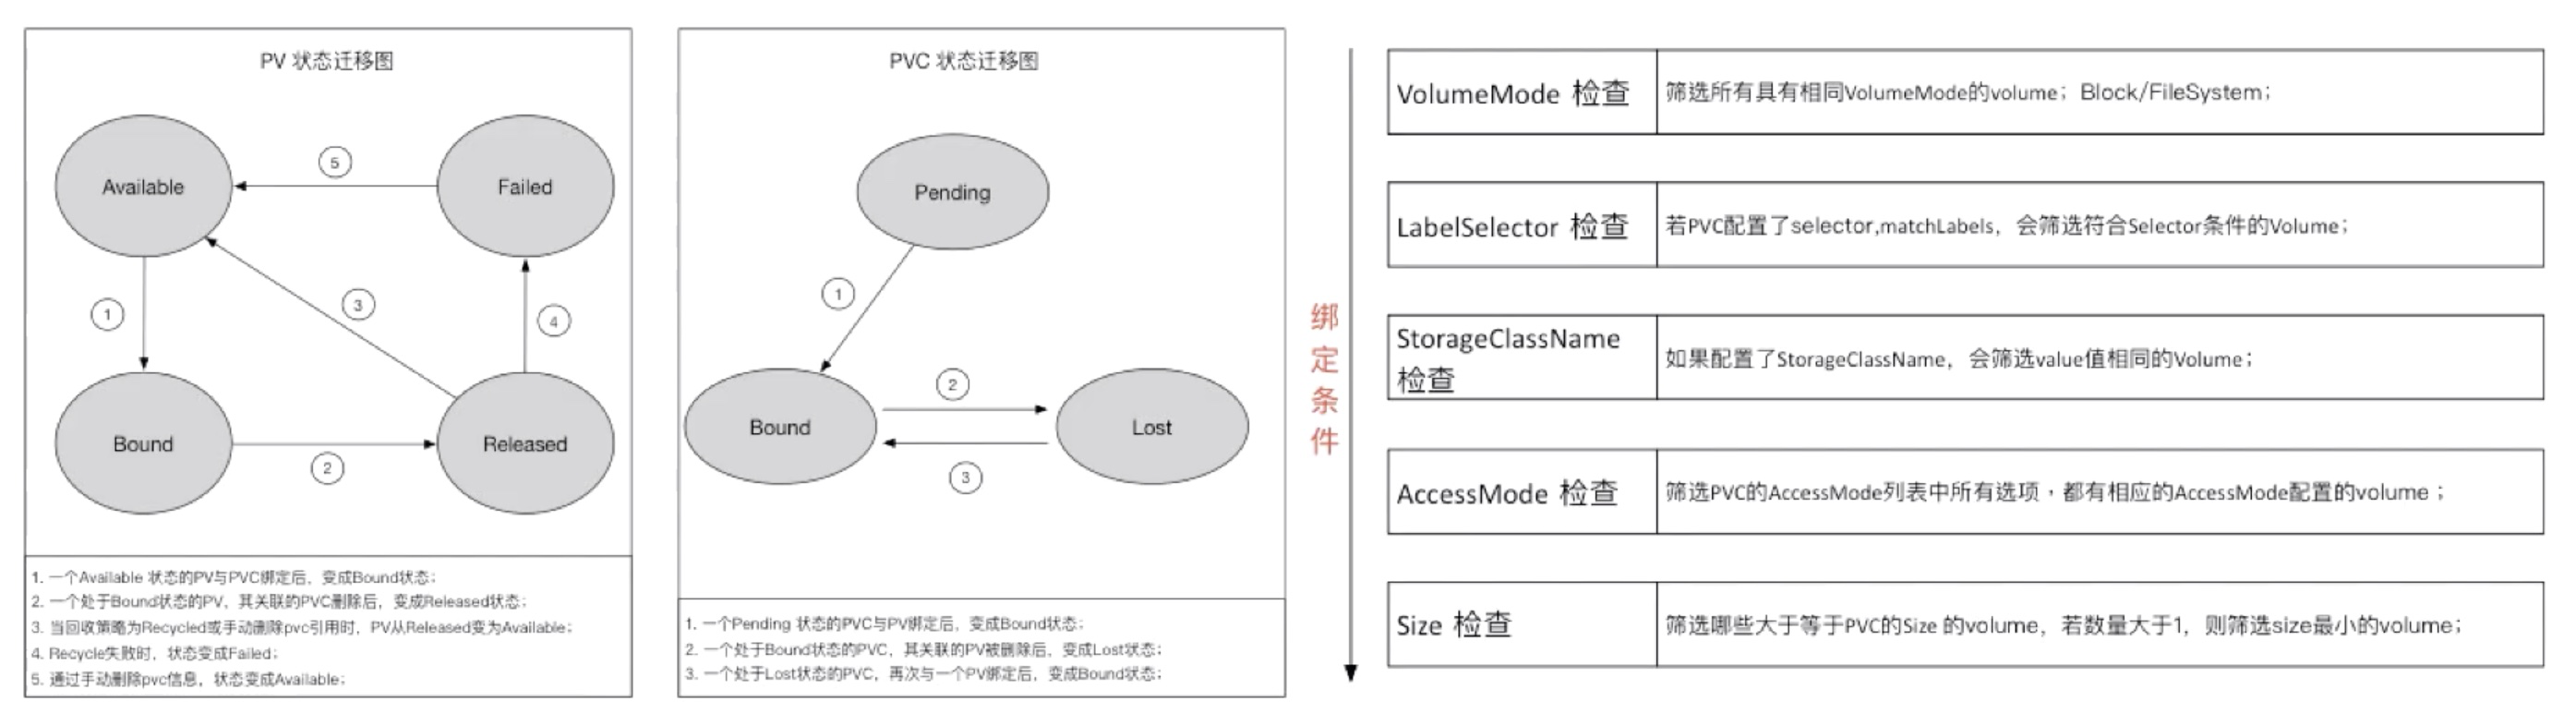 PV 状态迁移图
Available
5
Failed
1
3
4
Bound
2
Released
1. 一个Available 状态的PV与PVC绑定后，变成Bound状态；
2. 一个处于Bound状态的PV，其关联的PVC删除后，变成Released状态；
3. 当回收策略为Recycled或手动删除pvc引用时，PV从Released变为Available；
4. Recycle失败时，状态变成Failed；
5. 通过手动删除pvc信息，状态变成Available；
PVC 状态迁移图
Pending
1
Bound
2
Lost
3
1. 一个Pending 状态的PVC与PV绑定后，变成Bound状态；
2. 一个处于Bound状态的PVC，其关联的PV被删除后，变成Lost状态；
3. 一个处于Lost状态的PVC，再次与一个PV绑定后，变成Bound状态；
绑定条件
VolumeMode 检查
筛选所有具有相同VolumeMode的volume；Block/FileSystem；
LabelSelector 检查
若PVC配置了selector,matchLabels，会筛选符合Selector条件的Volume；
StorageClassName
检查
如果配置了StorageClassName，会筛选value值相同的Volume；
AccessMode 检查
筛选PVC的AccessMode列表中所有选项，都有相应的AccessMode配置的volume；
Size 检查
筛选哪些大于等于PVC的Size 的volume，若数量大于1，则筛选size最小的volume；